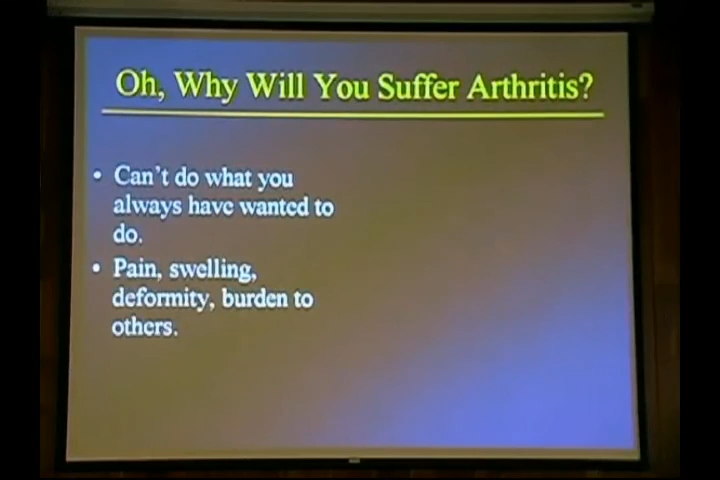 Oh, Why Will You Suffer Arthritis?
• Can't do what you
always have wanted to
do.
• Pain, swelling,
deformity, burden to
others.